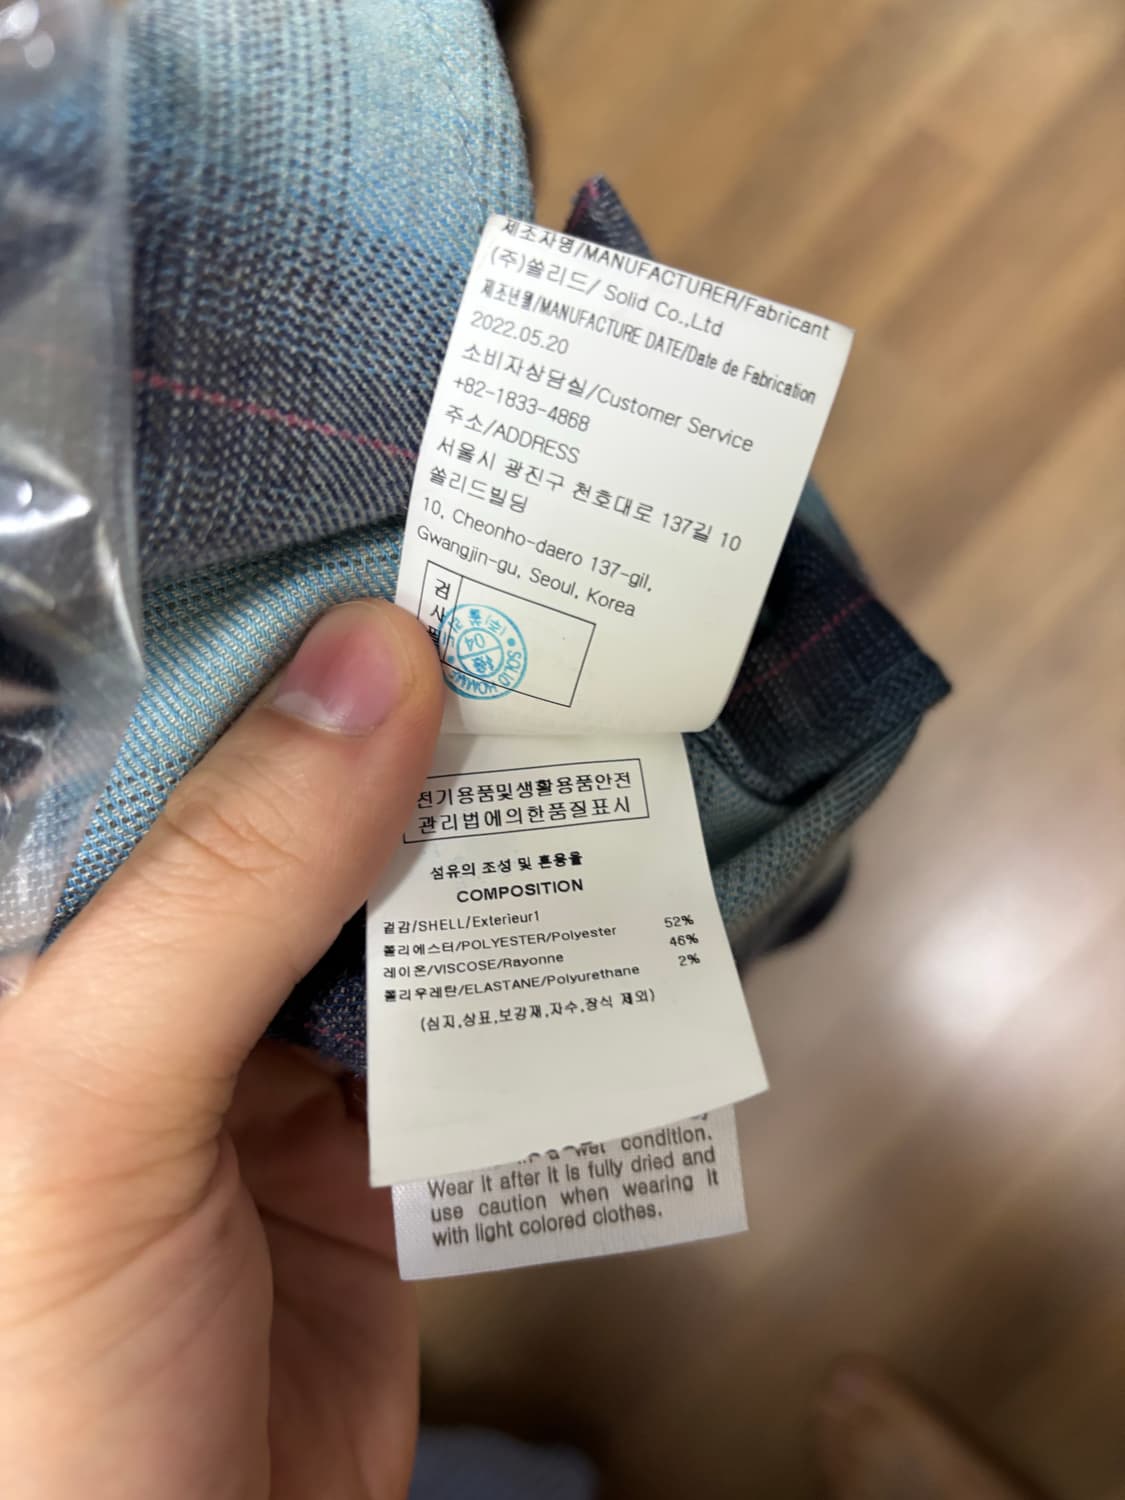 제조자명/MANUFACTURER/Fabricant
(주)쏠리드/ Solid Co.,Ltd
제조년월/MANUFACTURE DATE/Date de Fabrication
2022.05.20
소비자상담실/Customer Service
+82-1833-4868
주소/ADDRESS
서울시 광진구 천호대로 137길 10
쏠리드빌딩
10, Cheonho-daero 137-gil,
Gwangjin-gu, Seoul, Korea
검
사
필
04
SOLID
전기용품및생활용품안전
관리법에의한품질표시
섬유의 조성 및 혼용율
COMPOSITION
겉감/SHELL/Exterieur1
폴리에스터/POLYESTER/Polyester 52%
레이온/VISCOSE/Rayonne 46%
폴리우레탄/ELASTANE/Polyurethane 2%
(심지,상표,보강재,자수,장식 제외)
wet condition.
Wear it after it is fully dried and
use caution when wearing it
with light colored clothes.